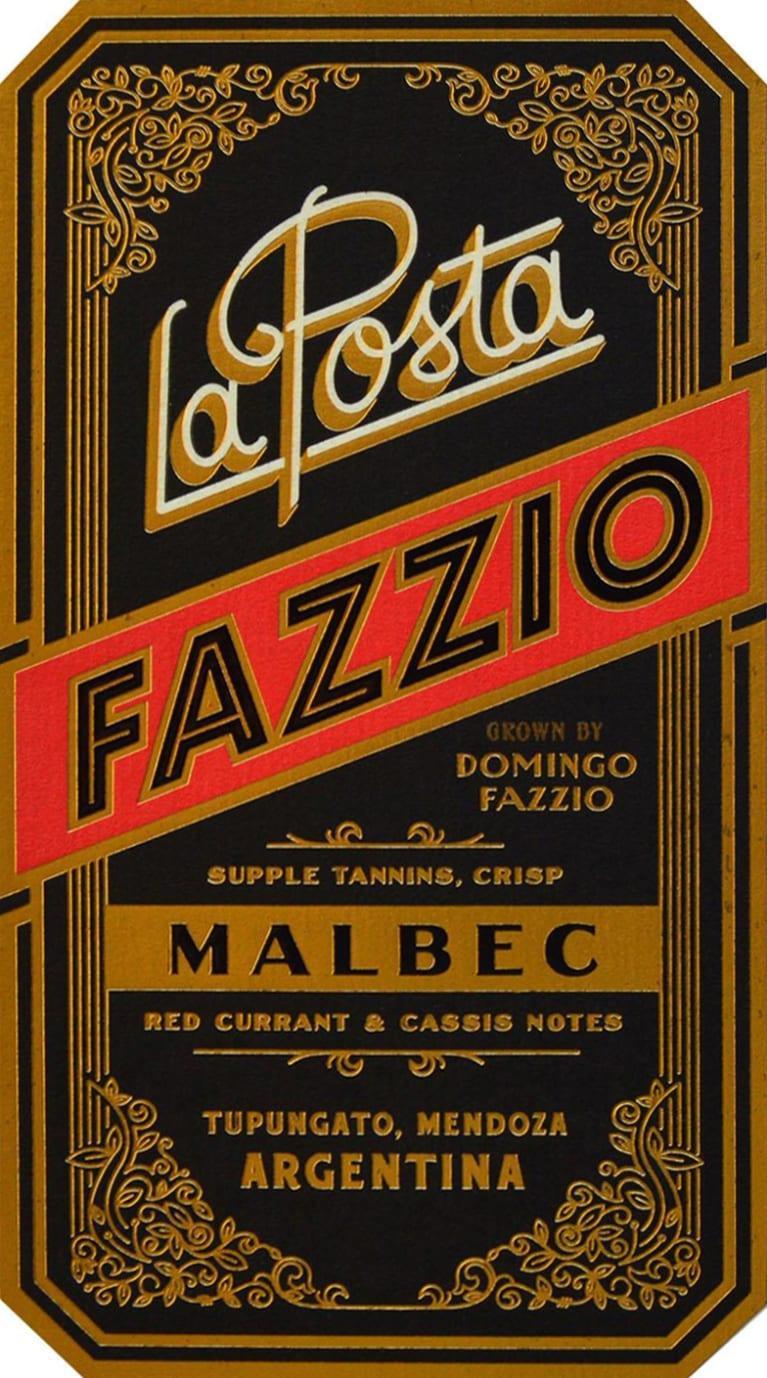 La Posta
FAZZIO
GROWN BY
DOMINGO
FAZZIO
SUPPLE TANNINS, CRISP
MALBEC
RED CURRANT & CASSIS NOTES
TUPUNGATO, MENDOZA
ARGENTINA